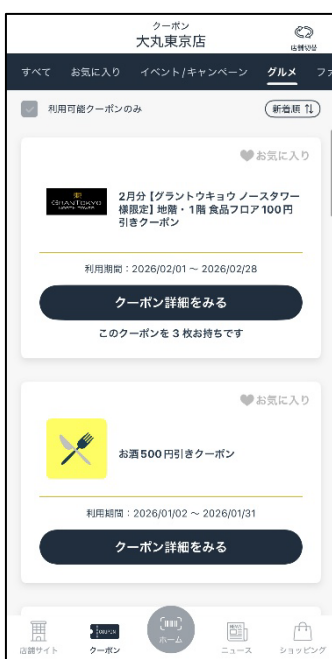 クーポン
大丸東京店
店舗切替
すべて お気に入り イベント/キャンペーン グルメ ファ
利用可能クーポンのみ
新着順 ⇅
お気に入り
GRANTOKYO
NORTH TOWER
2月分【グラントウキョウ ノースタワー
様限定】地階・1階 食品フロア100円
引きクーポン
利用期間：2026/02/01 ～ 2026/02/28
クーポン詳細をみる
このクーポンを 3 枚お持ちです
お気に入り
お酒500円引きクーポン
利用期間：2026/01/02 ～ 2026/01/31
クーポン詳細をみる
店舗サイト
COUPON
クーポン
ホーム
NEWS
ニュース
ショッピング